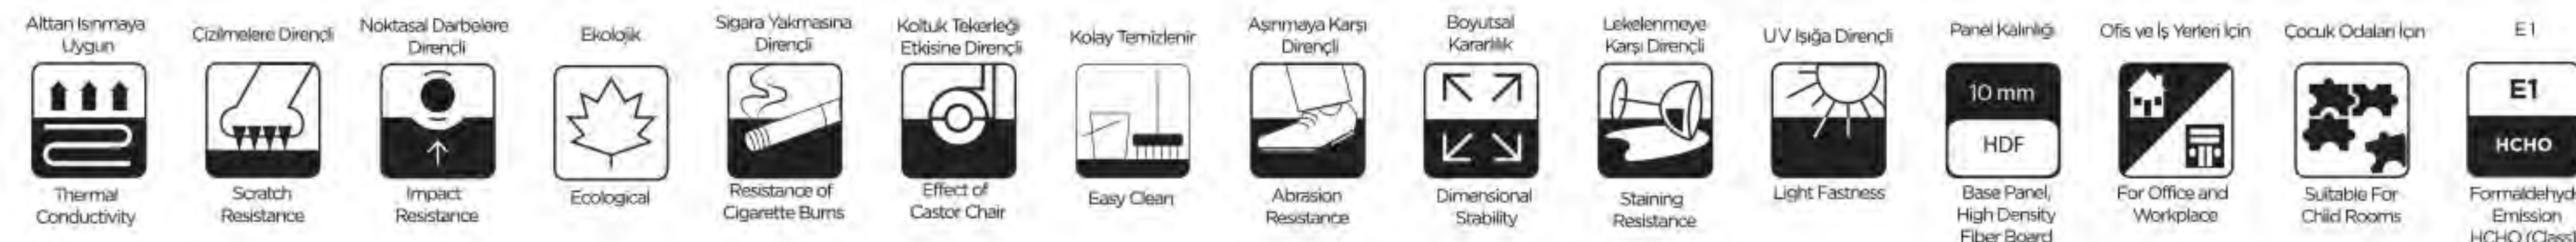 Alttan Isınmaya
Uygun
Thermal
Conductivity
Çizilmelere Dirençli
Scratch
Resistance
Noktasal Darbelere
Dirençli
Impact
Resistance
Ekolojik
Ecological
Sigara Yakmasına
Dirençli
Resistance of
Cigarette Burns
Koltuk Tekerleği
Etkisine Dirençli
Effect of
Castor Chair
Kolay Temizlenir
Easy Clean
Aşınmaya Karşı
Dirençli
Abrasion
Resistance
Boyutsal
Kararlılık
Dimensional
Stability
Lekelenmeye
Karşı Dirençli
Staining
Resistance
UV Işığa Dirençli
Light Fastness
Panel Kalınlığı
10 mm
HDF
Base Panel,
High Density
Fiber Board
Ofis ve İş Yerleri İçin
For Office and
Workplace
Çocuk Odaları İçin
Suitable For
Child Rooms
E1
E1
HCHO
Formaldehyd
Emission
HCHO (Class